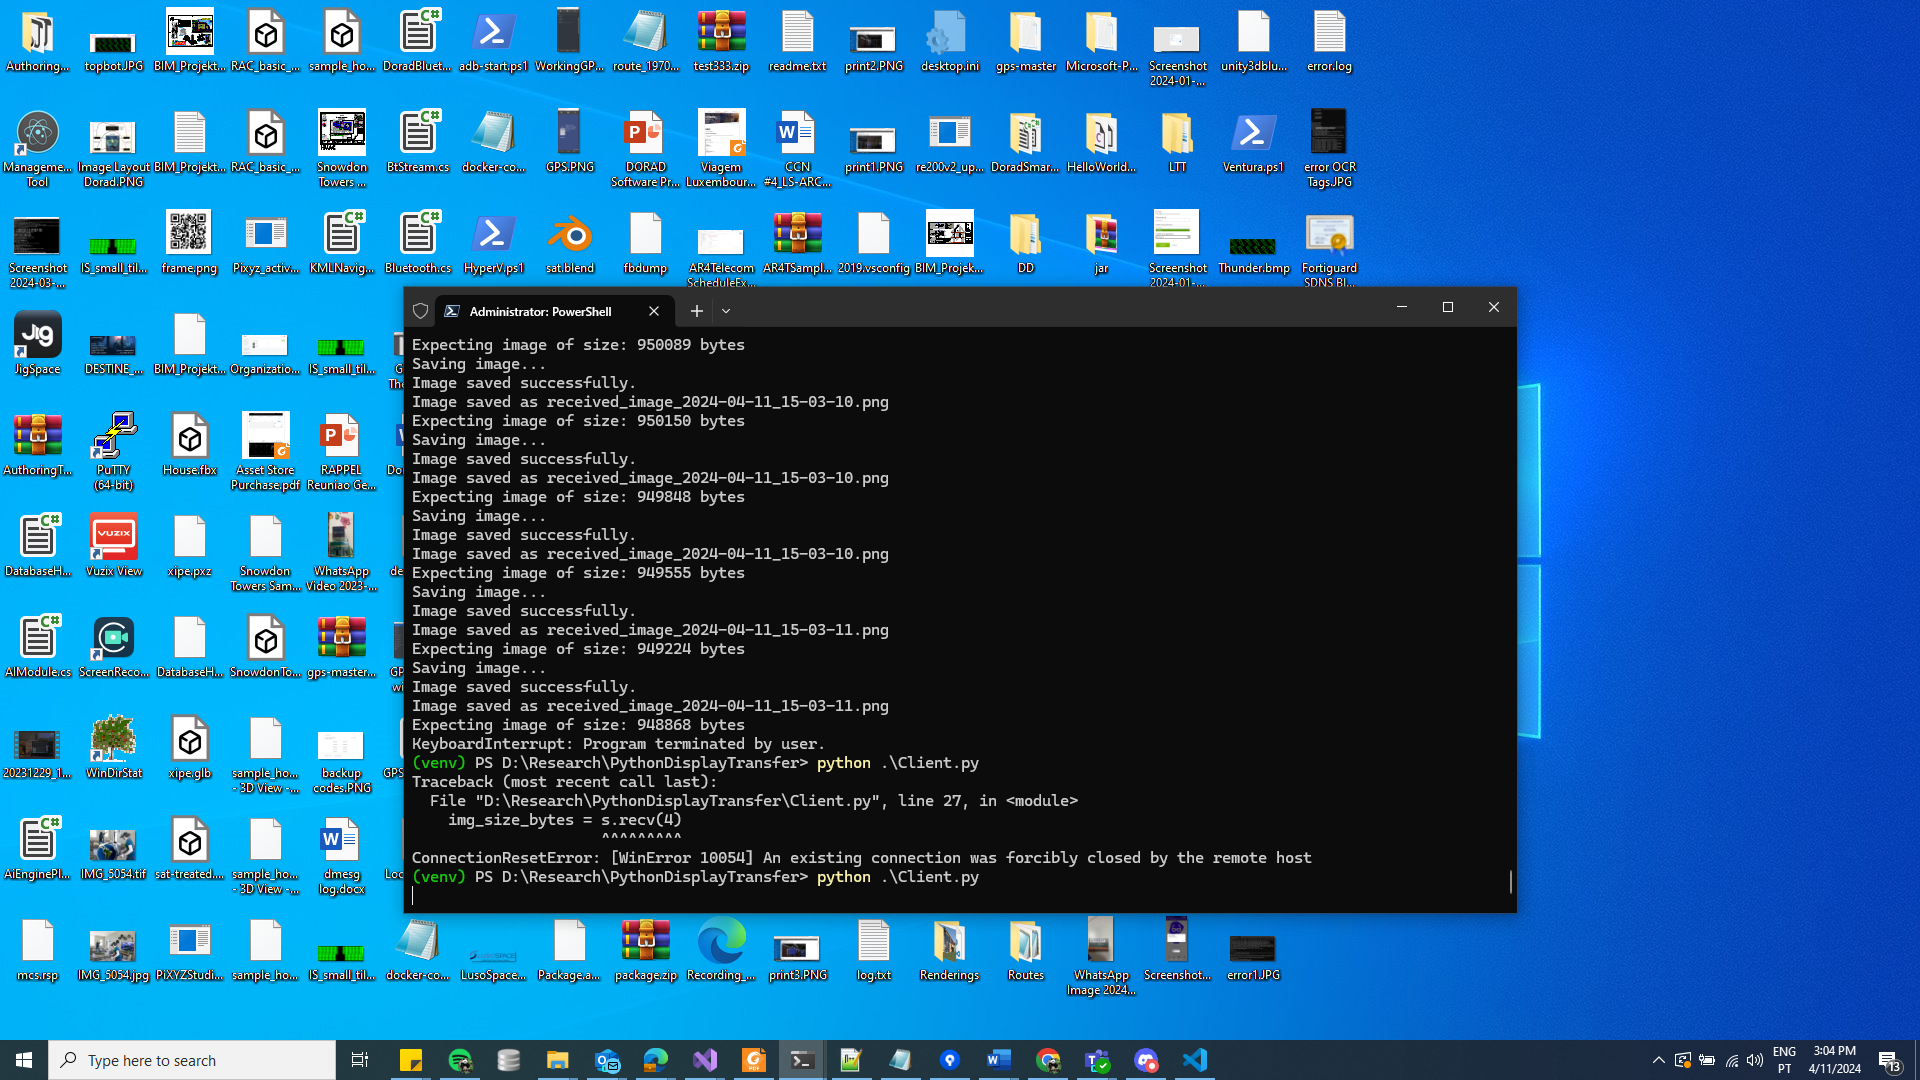 Authoring...
topbot.JPG
BIM_Projekt...
RAC_basic_...
sample_ho...
DoradBluet...
adb-start.ps1
WorkingGP...
route_1970...
test333.zip
readme.txt
print2.PNG
desktop.ini
gps-master
Microsoft-P...
Screenshot
2024-01-...
unity3dblu...
error.log
Manageme...
Tool
Image Layout
Dorad.PNG
BIM_Projekt...
RAC_basic_...
Snowdon
Towers ...
BtStream.cs
docker-co...
GPS.PNG
DORAD
Software Pr...
Viagem
Luxembour...
CCN
#4_LS-ARC...
print1.PNG
re200v2_up...
DoradSmar...
HelloWorld...
LTT
Ventura.ps1
error OCR
Tags.JPG
Screenshot
2024-03-...
IS_small_til...
frame.png
Pixyz_activ...
KMLNavig...
Bluetooth.cs
HyperV.ps1
sat.blend
fbdump
AR4Telecom
ScheduleEx...
AR4TSampl...
2019.vsconfig
BIM_Projek...
DD
jar
Screenshot
2024-01-...
Thunder.bmp
Fortiguard
SDNS Bl...
JigSpace
DESTINE_...
BIM_Projekt...
Organizatio...
IS_small_til...
AuthoringT...
PuTTY
(64-bit)
House.fbx
Asset Store
Purchase.pdf
RAPPEL
Reuniao Ge...
DatabaseH...
Vuzix View
xipe.pxz
Snowdon
Towers Sam...
WhatsApp
Video 2023-...
AIModule.cs
ScreenReco...
DatabaseH...
SnowdonTo...
gps-master...
20231229_1...
WinDirStat
xipe.glb
sample_ho...
- 3D View -...
backup
codes.PNG
AiEnginePl...
IMG_5054.tif
sat-treated....
sample_ho...
- 3D View -...
dmesg
log.docx
Administrator: PowerShell
Expecting image of size: 950089 bytes
Saving image...
Image saved successfully.
Image saved as received_image_2024-04-11_15-03-10.png
Expecting image of size: 950150 bytes
Saving image...
Image saved successfully.
Image saved as received_image_2024-04-11_15-03-10.png
Expecting image of size: 949848 bytes
Saving image...
Image saved successfully.
Image saved as received_image_2024-04-11_15-03-10.png
Expecting image of size: 949555 bytes
Saving image...
Image saved successfully.
Image saved as received_image_2024-04-11_15-03-11.png
Expecting image of size: 949224 bytes
Saving image...
Image saved successfully.
Image saved as received_image_2024-04-11_15-03-11.png
Expecting image of size: 948868 bytes
KeyboardInterrupt: Program terminated by user.
(venv) PS D:\Research\PythonDisplayTransfer> python .\Client.py
Traceback (most recent call last):
File "D:\Research\PythonDisplayTransfer\Client.py", line 27, in <module>
img_size_bytes = s.recv(4)
^^^^^^^^^
ConnectionResetError: [WinError 10054] An existing connection was forcibly closed by the remote host
(venv) PS D:\Research\PythonDisplayTransfer> python .\Client.py
mcs.rsp
IMG_5054.jpg
PiXYZStudi...
sample_ho...
IS_small_til...
docker-co...
LusoSpace...
Package.a...
package.zip
Recording_...
print3.PNG
log.txt
Renderings
Routes
WhatsApp
Image 2024...
Screenshot...
error1.JPG
Type here to search
ENG
PT
3:04 PM
4/11/2024
13